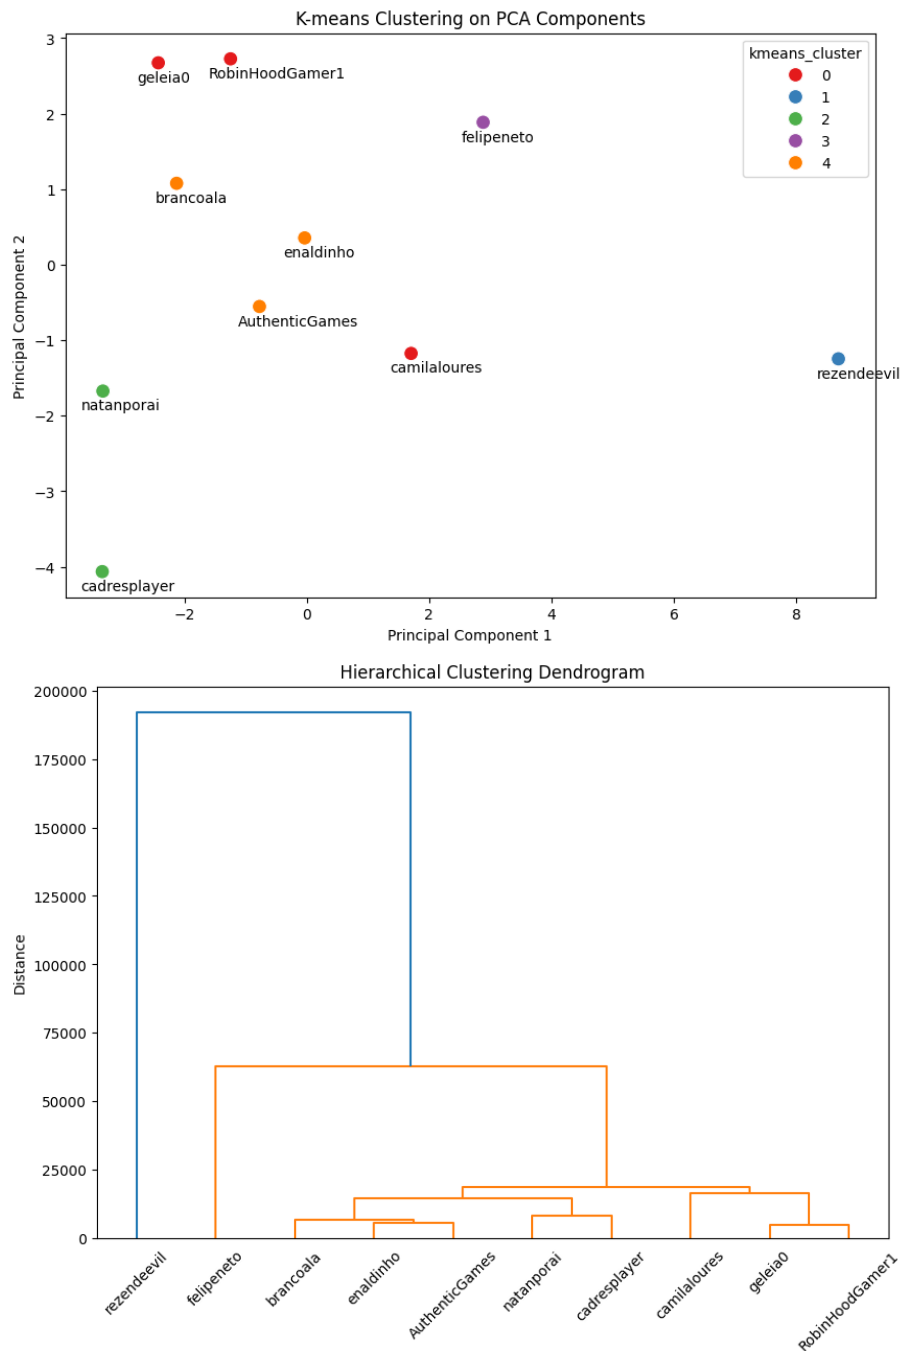 K-means Clustering on PCA Components
3
2
1
0
−1
−2
−3
−4
Principal Component 2
kmeans_cluster
0
1
2
3
4
geleia0
RobinHoodGamer1
felipeneto
brancoala
enaldinho
AuthenticGames
camilaloures
rezendeevil
natanporai
cadresplayer
−2
0
2
4
6
8
Principal Component 1
Hierarchical Clustering Dendrogram
200000
175000
150000
125000
100000
75000
50000
25000
0
Distance
rezendeevil
felipeneto
brancoala
enaldinho
AuthenticGames
natanporai
cadresplayer
camilaloures
geleia0
RobinHoodGamer1